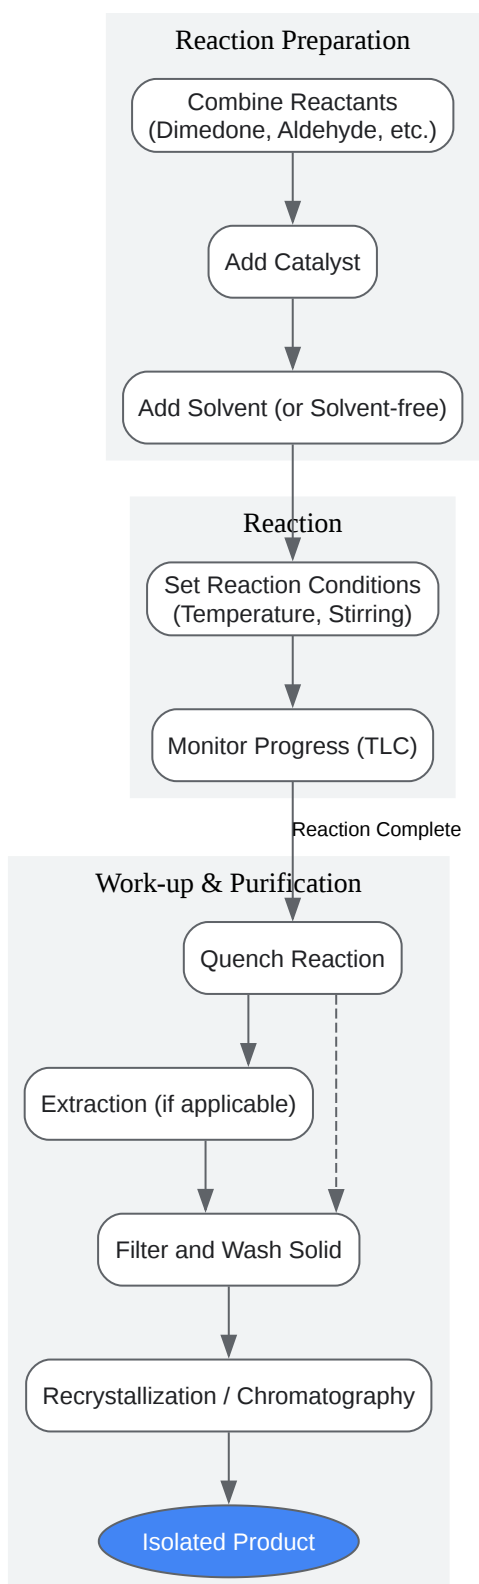 Reaction Preparation
Combine Reactants
(Dimedone, Aldehyde, etc.)
Add Catalyst
Add Solvent (or Solvent-free)
Reaction
Set Reaction Conditions
(Temperature, Stirring)
Monitor Progress (TLC)
Reaction Complete
Work-up & Purification
Quench Reaction
Extraction (if applicable)
Filter and Wash Solid
Recrystallization / Chromatography
Isolated Product